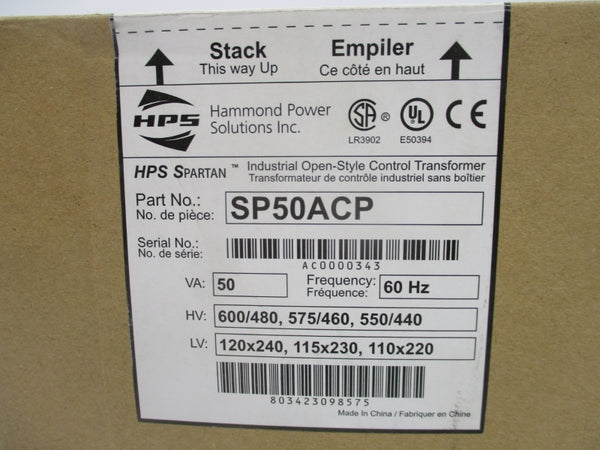 Stack Empiler
This way Up Ce côté en haut
HPS Hammond Power
Solutions Inc.
SA ® UL ® CE
LR3902 E50394
HPS SPARTAN™ Industrial Open-Style Control Transformer
Transformateur de contrôle industriel sans boîtier
Part No.: SP50ACP
No. de pièce:
Serial No.:
No. de série:
AC0000343
VA: 50 Frequency: 60 Hz
Fréquence:
HV: 600/480, 575/460, 550/440
LV: 120x240, 115x230, 110x220
803423098575
Made in China / Fabriquer en Chine